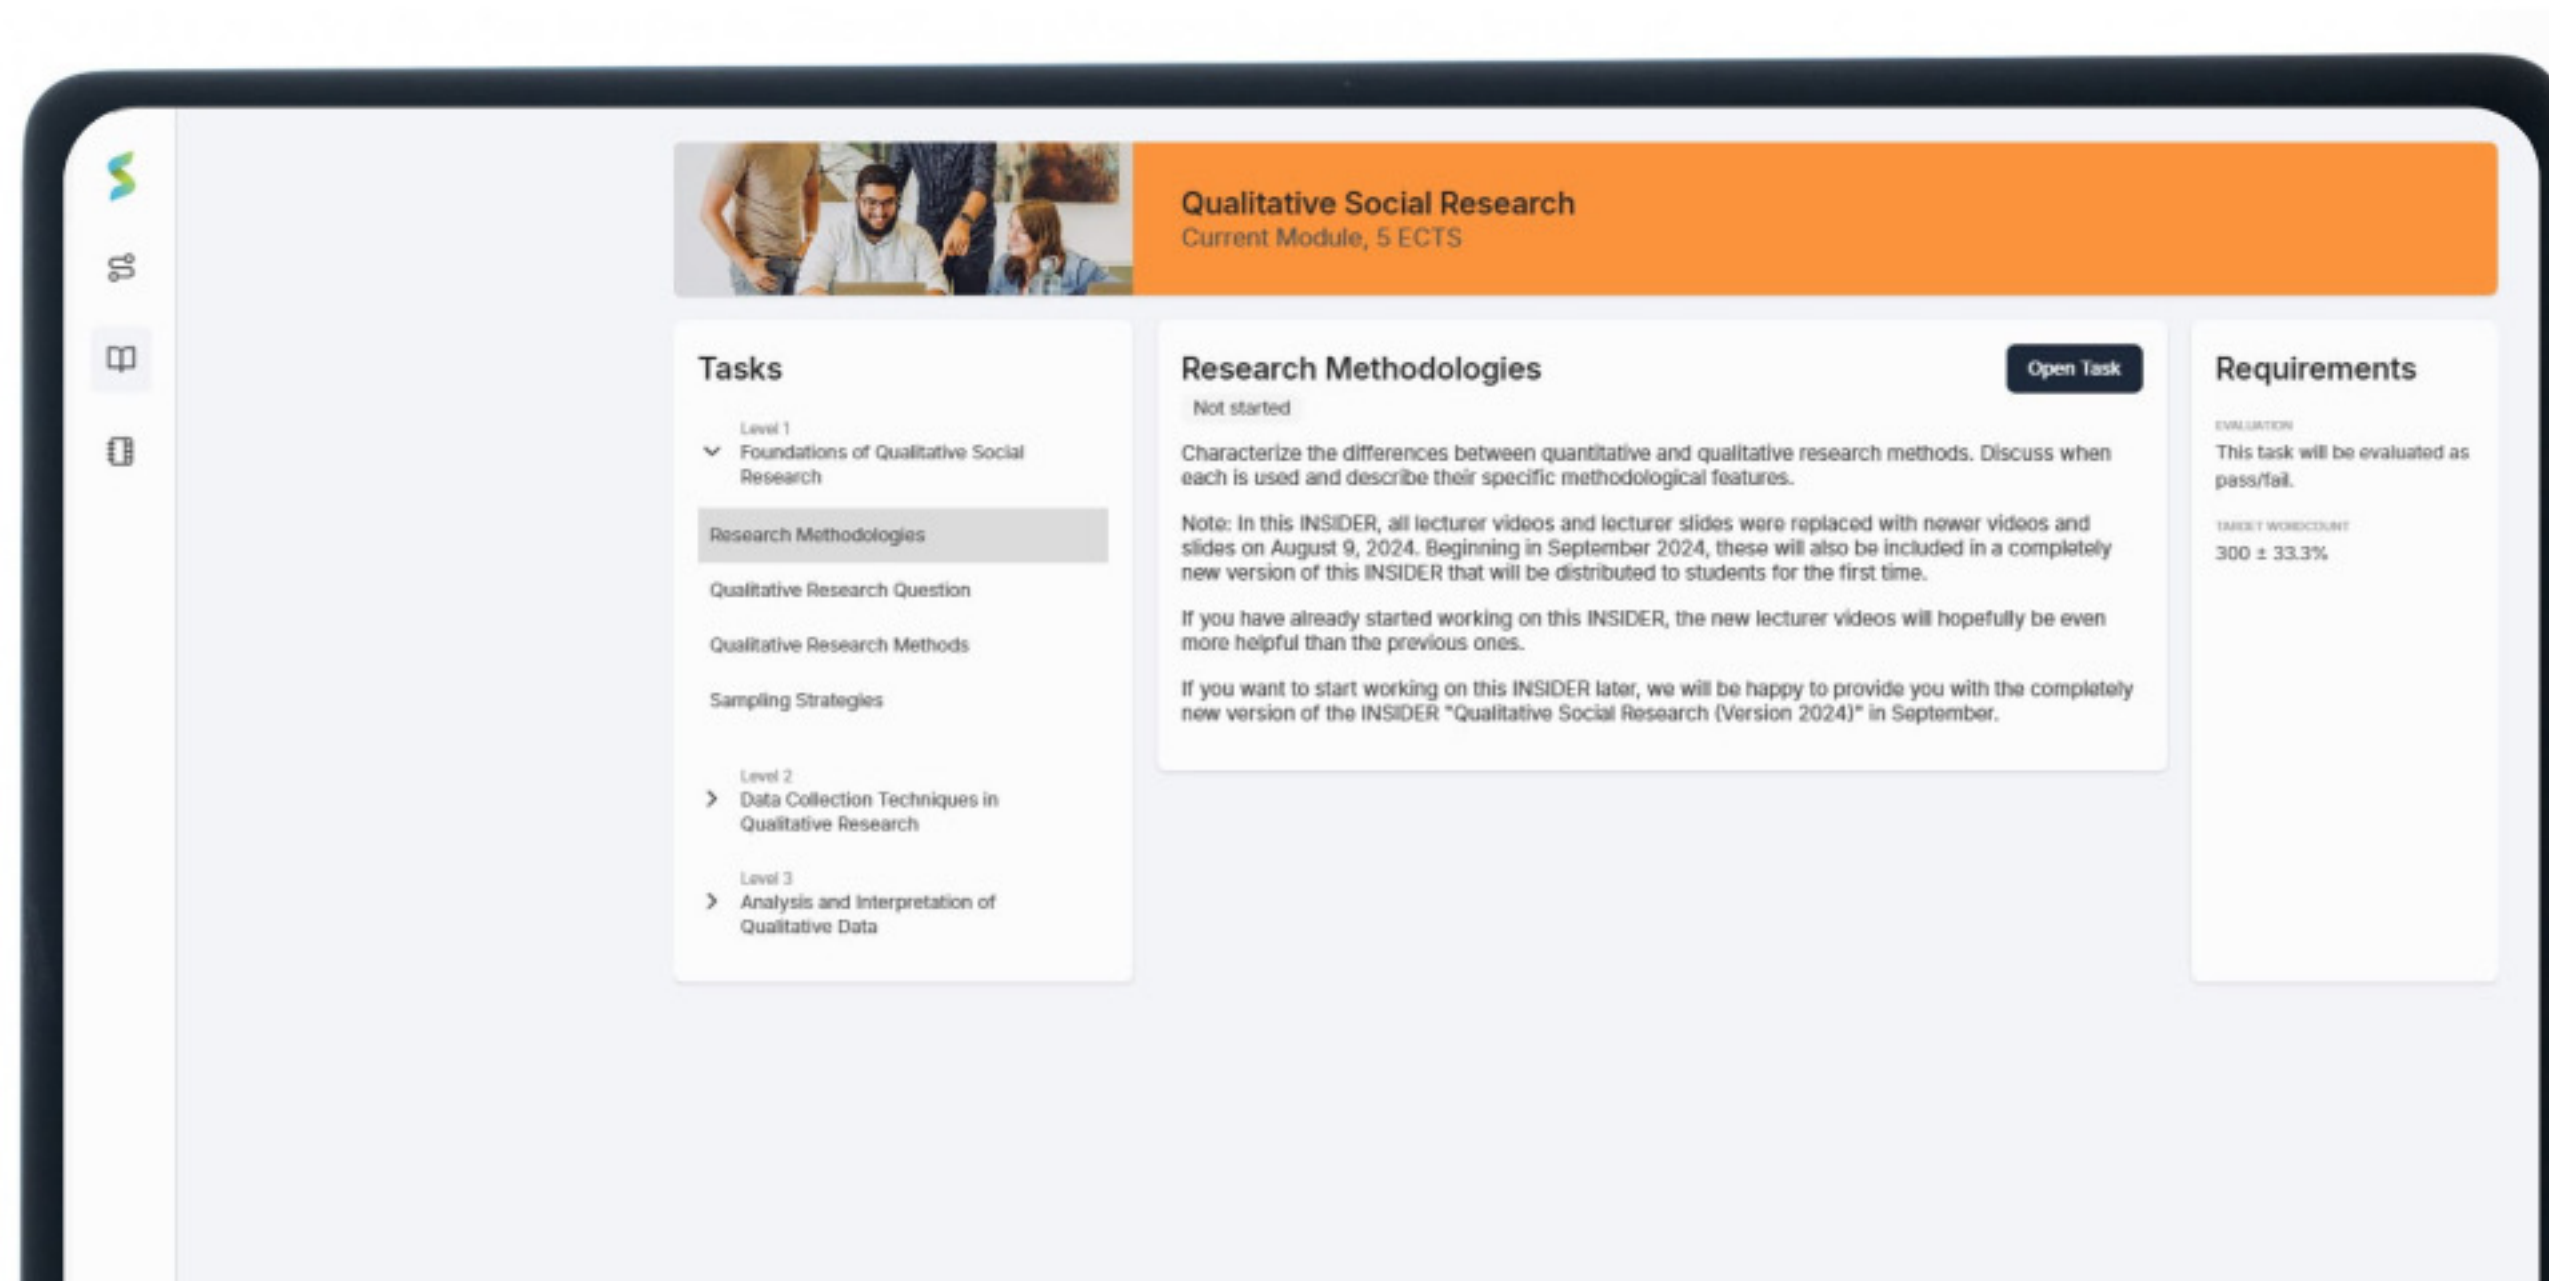 Qualitative Social Research
Current Module, 5 ECTS
Tasks
Level 1
Foundations of Qualitative Social
Research
Research Methodologies
Qualitative Research Question
Qualitative Research Methods
Sampling Strategies
Level 2
Data Collection Techniques in
Qualitative Research
Level 3
Analysis and Interpretation of
Qualitative Data
Research Methodologies
Open Task
Not started
Characterize the differences between quantitative and qualitative research methods. Discuss when
each is used and describe their specific methodological features.
Note: In this INSIDER, all lecturer videos and lecturer slides were replaced with newer videos and
slides on August 9, 2024. Beginning in September 2024, these will also be included in a completely
new version of this INSIDER that will be distributed to students for the first time.
If you have already started working on this INSIDER, the new lecturer videos will hopefully be even
more helpful than the previous ones.
If you want to start working on this INSIDER later, we will be happy to provide you with the completely
new version of the INSIDER "Qualitative Social Research (Version 2024)" in September.
Requirements
EVALUATION
This task will be evaluated as
pass/fail.
TARGET WORDCOUNT
300 ± 33.3%